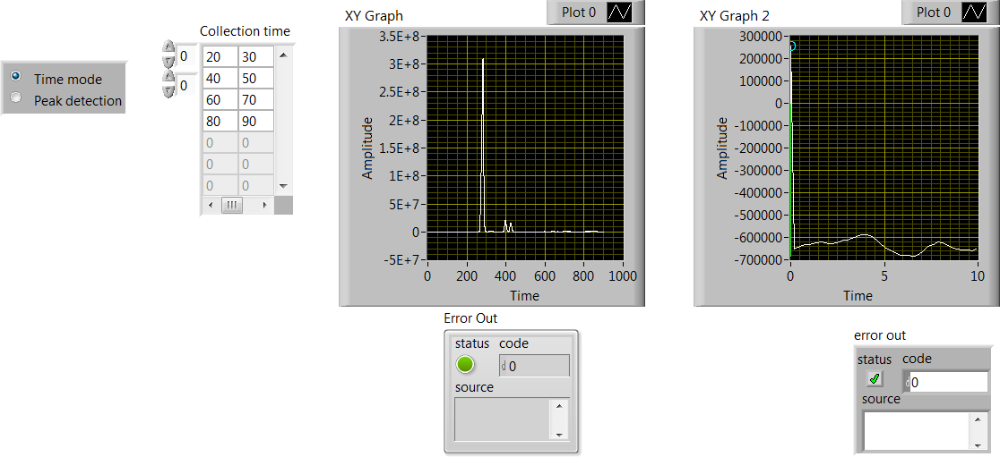 Time mode
Peak detection
Collection time
0
0
20 30
40 50
60 70
80 90
0 0
0 0
0 0
XY Graph
Plot 0
3.5E+8
3E+8
2.5E+8
2E+8
1.5E+8
1E+8
5E+7
0
-5E+7
Amplitude
0 200 400 600 800 1000
Time
XY Graph 2
Plot 0
300000
200000
100000
0
-100000
-200000
-300000
-400000
-500000
-600000
-700000
Amplitude
0 5 10
Time
Error Out
status code
d 0
source
error out
status code
d 0
source